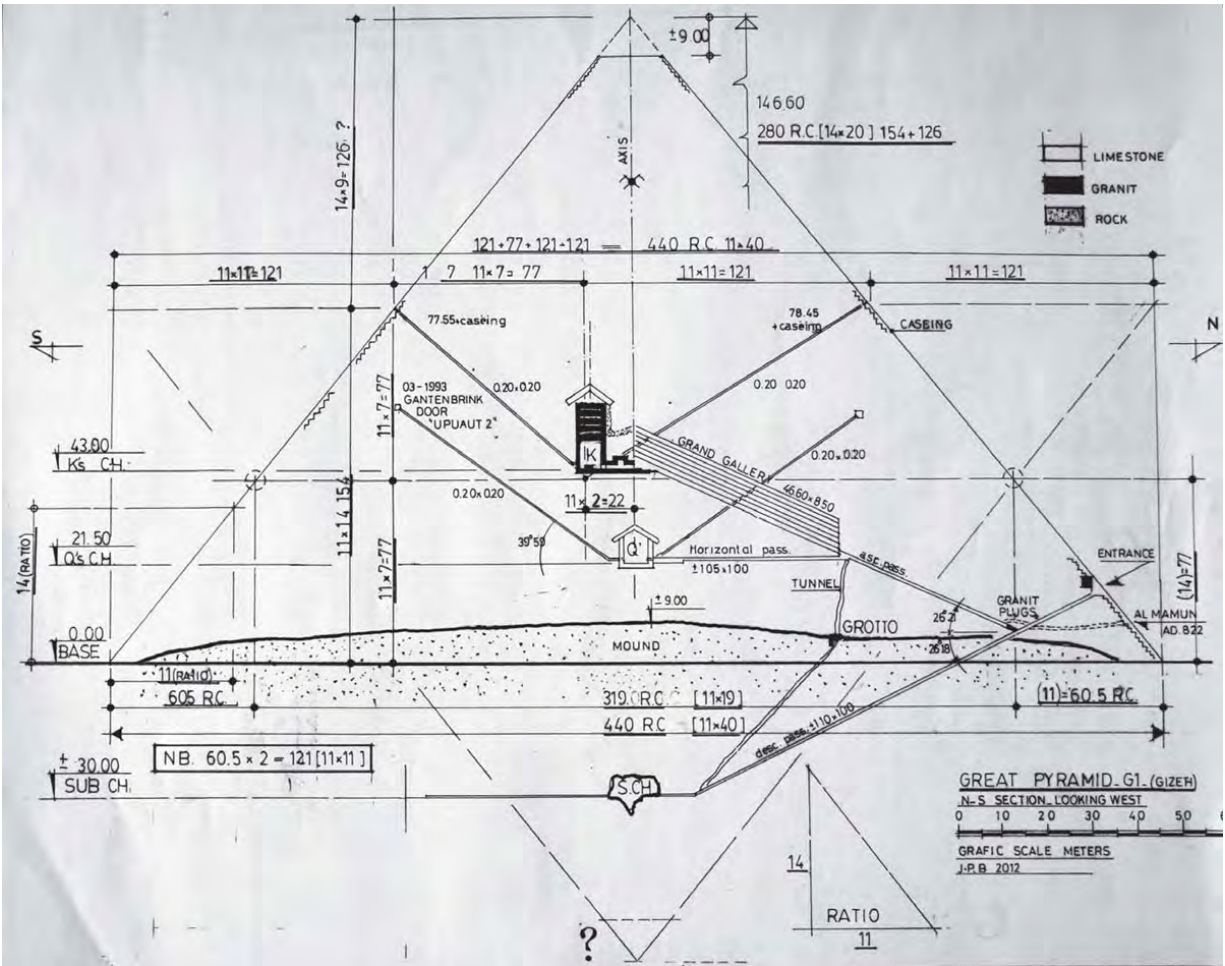 ±9.00
146.60
280 R.C.[14×20] 154+126
AXIS
14×9=126 ?
LIMESTONE
GRANIT
ROCK
121+77+121+121 = 440 R.C. 11×40
11×11=121
1 ? 11×7=77
11×11=121
11×11=121
77.55+caseing
78.45
+caseing
CASEING
S
N
03-1993
GANTENBRINK
DOOR
"UPUAUT 2"
0.20×0.20
0.20 0.20
11×7=77
K
GRAND GALLERY
46.60×8.50
0.20×0.20
0.20×0.20
43.00
Ks CH.
11×2=22
11×14 154
14(RATIO)
21.50
Q's CH.
39°50
Q'
Horizontal pass.
±105×100
asc. pass.
ENTRANCE
11×7=77
(14)=77
TUNNEL
GRANIT
PLUGS
AL MAMUN
AD. 822
26°21
26.18
±9.00
GROTTO
0.00
BASE
MOUND
11(RATIO)
60.5 R.C.
319.0 R.C. [11×19]
(11)=60.5 R.C.
440 R.C. [11×40]
desc. pass. ±110×100
NB. 60.5 × 2 = 121 [11×11]
± -30.00
SUB CH.
S.CH
GREAT PYRAMID_G1_(GIZEH)
N-S SECTION_LOOKING WEST
0 10 20 30 40 50
GRAFIC SCALE METERS
J.P.B 2012
14
RATIO
11
?